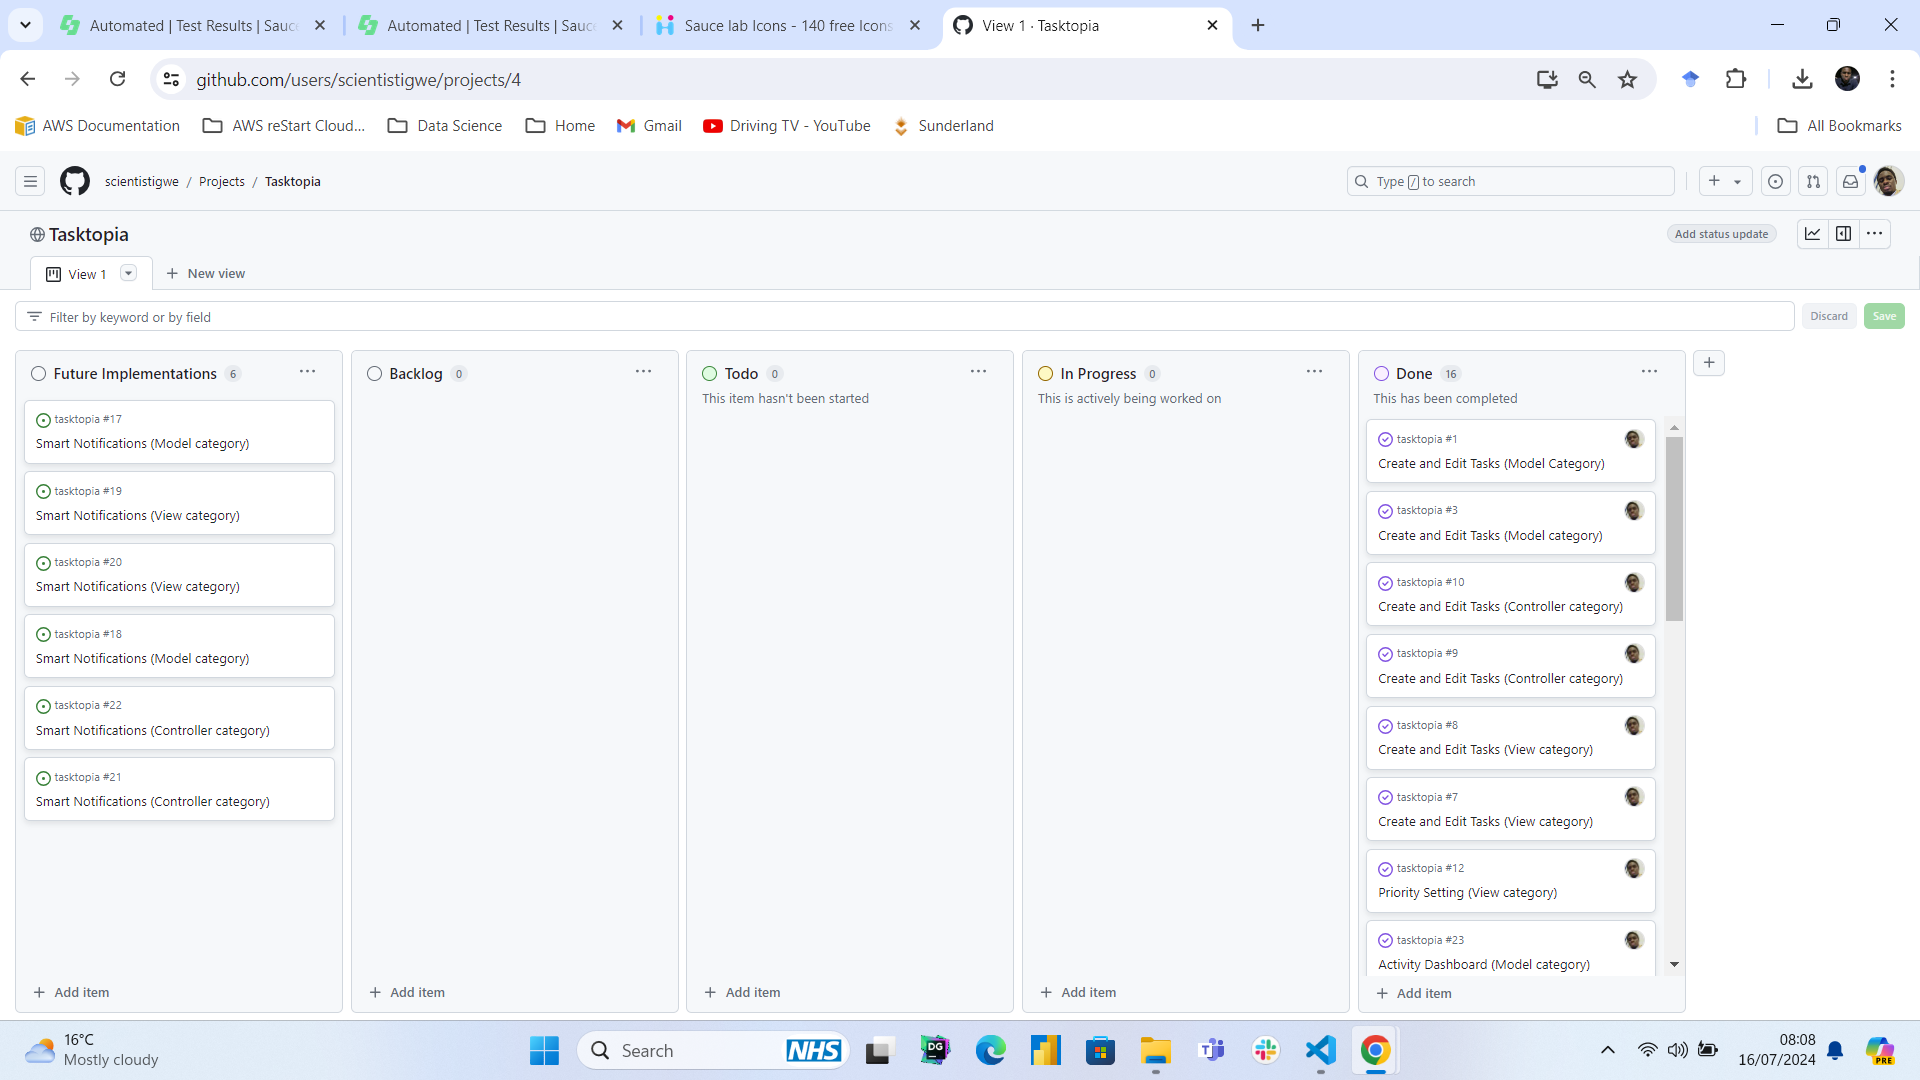 Automated | Test Results | Sauce
Automated | Test Results | Sauce
Sauce lab Icons - 140 free Icons
View 1 · Tasktopia
github.com/users/scientistigwe/projects/4
AWS Documentation
AWS reStart Cloud...
Data Science
Home
Gmail
Driving TV - YouTube
Sunderland
All Bookmarks
scientistigwe / Projects / Tasktopia
Type / to search
Tasktopia
Add status update
View 1
New view
Filter by keyword or by field
Discard
Save
Future Implementations 6
tasktopia #17
Smart Notifications (Model category)
tasktopia #19
Smart Notifications (View category)
tasktopia #20
Smart Notifications (View category)
tasktopia #18
Smart Notifications (Model category)
tasktopia #22
Smart Notifications (Controller category)
tasktopia #21
Smart Notifications (Controller category)
Add item
Backlog 0
Add item
Todo 0
This item hasn't been started
Add item
In Progress 0
This is actively being worked on
Add item
Done 16
This has been completed
tasktopia #1
Create and Edit Tasks (Model Category)
tasktopia #3
Create and Edit Tasks (Model category)
tasktopia #10
Create and Edit Tasks (Controller category)
tasktopia #9
Create and Edit Tasks (Controller category)
tasktopia #8
Create and Edit Tasks (View category)
tasktopia #7
Create and Edit Tasks (View category)
tasktopia #12
Priority Setting (View category)
tasktopia #23
Activity Dashboard (Model category)
Add item
16°C
Mostly cloudy
Search
NHS
DG
08:08
16/07/2024
PRE